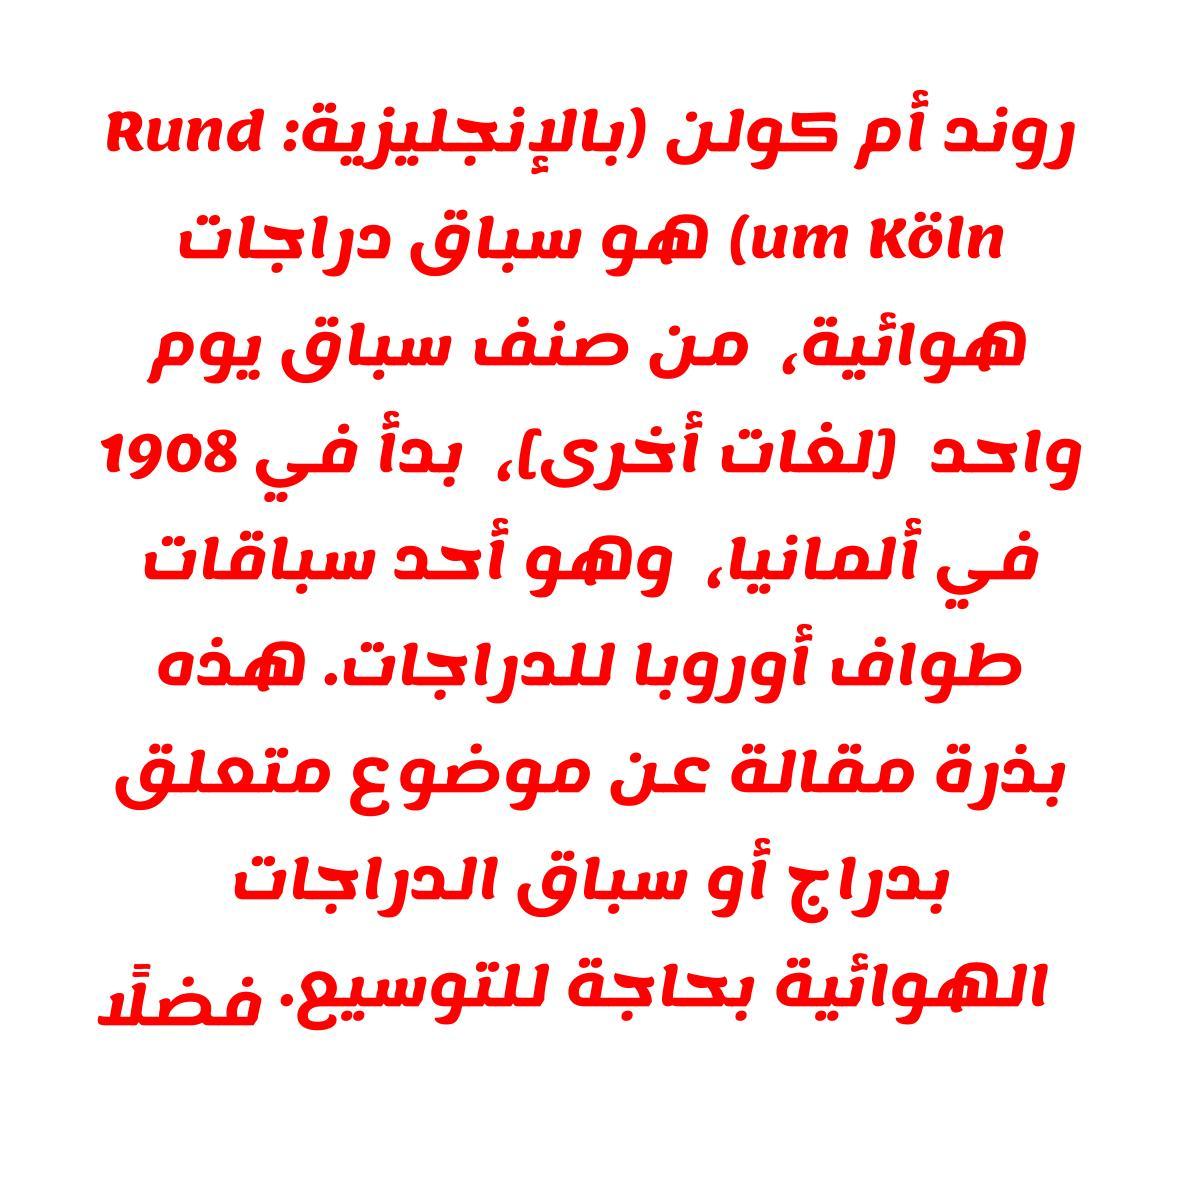 روند أم كولن (بالإنجليزية: Rund
um Köln) هو سباق دراجات
هوائية، من صنف سباق يوم
واحد (لغات أخرى)، بدأ في 1908
في ألمانيا، وهو أحد سباقات
طواف أوروبا للدراجات. هذه
بذرة مقالة عن موضوع متعلق
بدراج أو سباق الدراجات
الهوائية بحاجة للتوسيع. فضلًا